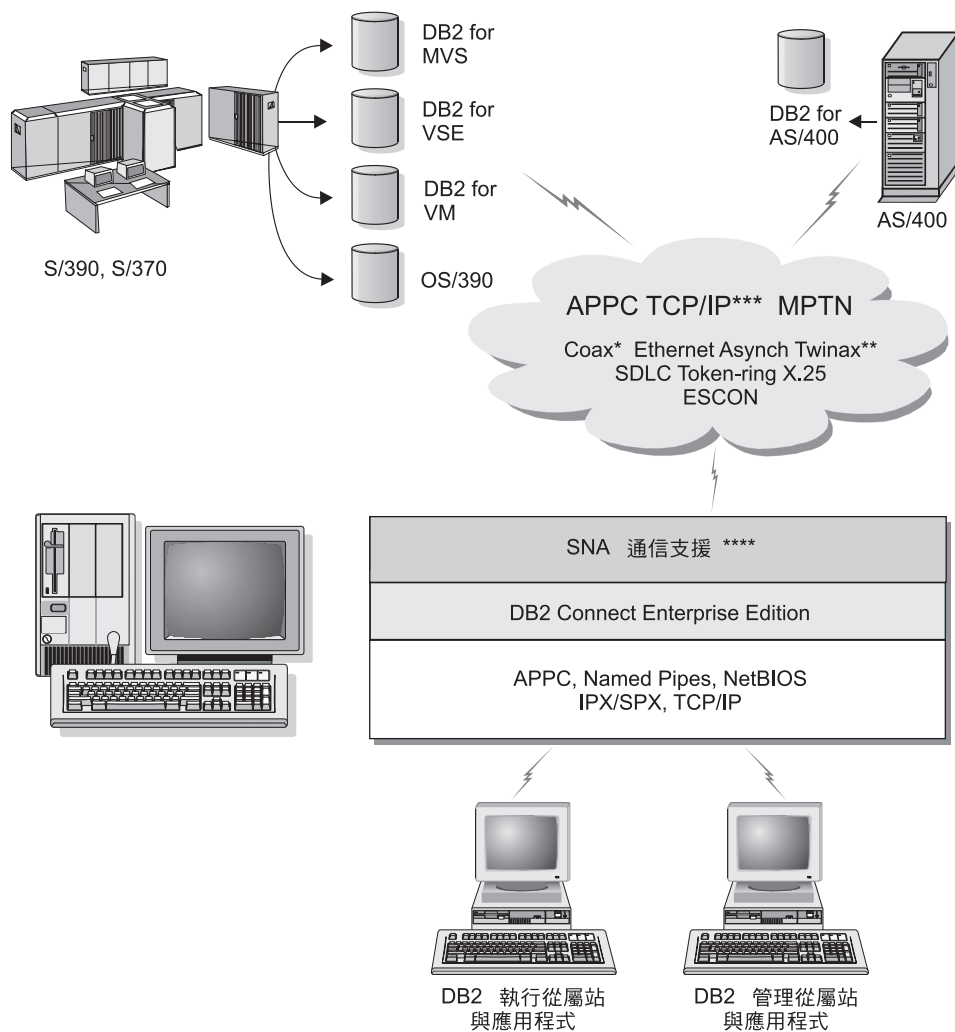 DB2 for
MVS
DB2 for
VSE
DB2 for
VM
OS/390
S/390, S/370
DB2 for
AS/400
AS/400
APPC TCP/IP*** MPTN
Coax* Ethernet Asynch Twinax**
SDLC Token-ring X.25
ESCON
SNA 通信支援 ****
DB2 Connect Enterprise Edition
APPC, Named Pipes, NetBIOS
IPX/SPX, TCP/IP
DB2 執行從屬站
與應用程式
DB2 管理從屬站
與應用程式